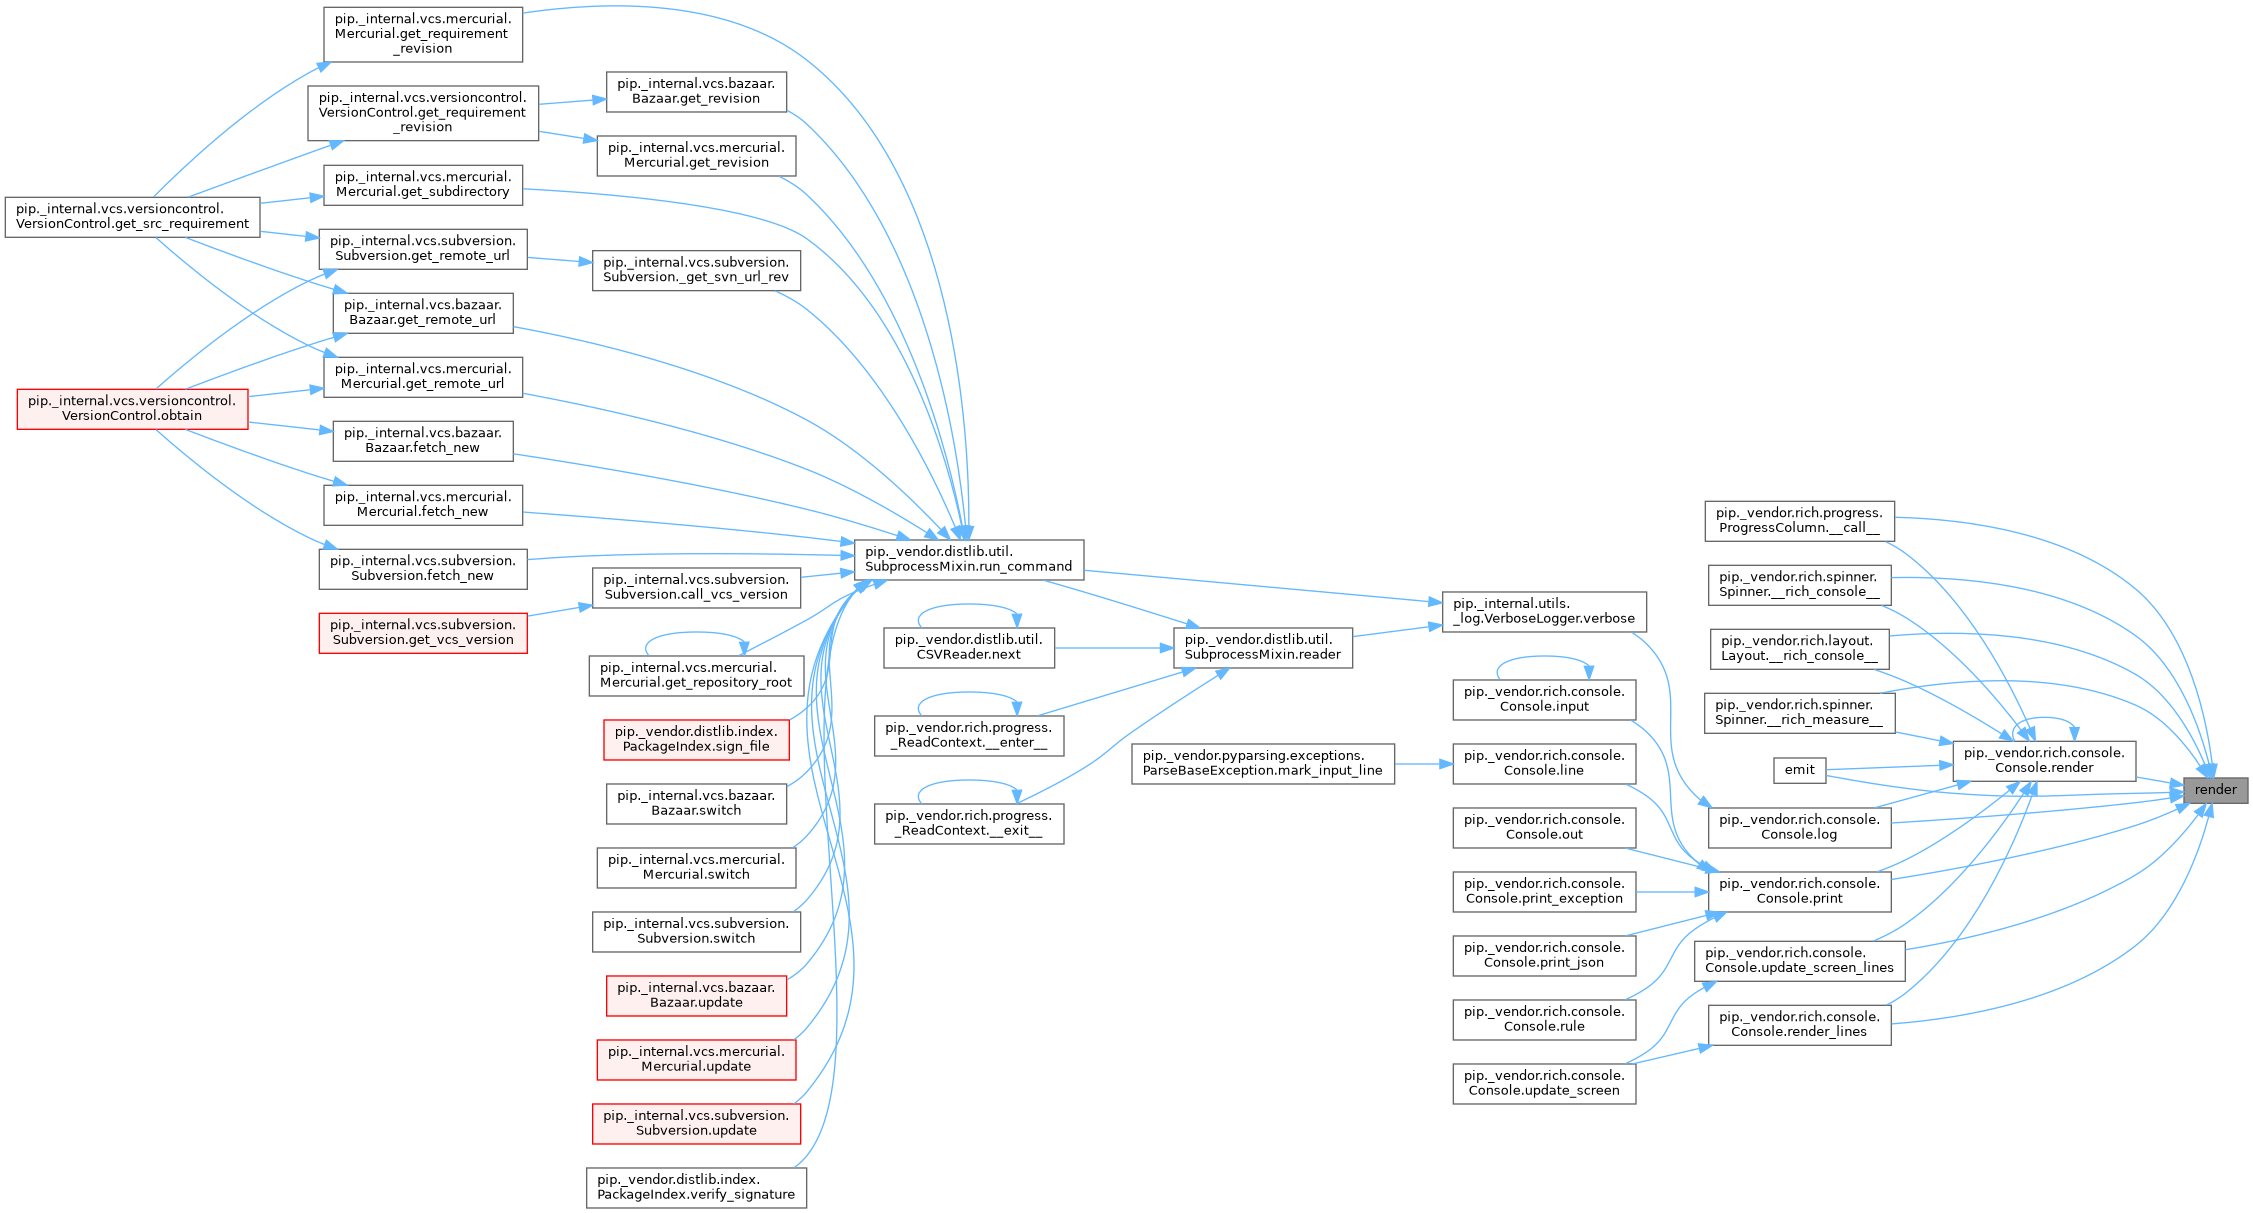 pip._internal.vcs.mercurial.
Mercurial.get_requirement
_revision
pip._internal.vcs.versioncontrol.
VersionControl.get_requirement
_revision
pip._internal.vcs.mercurial.
Mercurial.get_subdirectory
pip._internal.vcs.versioncontrol.
VersionControl.get_src_requirement
pip._internal.vcs.subversion.
Subversion.get_remote_url
pip._internal.vcs.bazaar.
Bazaar.get_remote_url
pip._internal.vcs.mercurial.
Mercurial.get_remote_url
pip._internal.vcs.versioncontrol.
VersionControl.obtain
pip._internal.vcs.bazaar.
Bazaar.fetch_new
pip._internal.vcs.mercurial.
Mercurial.fetch_new
pip._internal.vcs.subversion.
Subversion.fetch_new
pip._internal.vcs.subversion.
Subversion.get_vcs_version
pip._internal.vcs.bazaar.
Bazaar.get_revision
pip._internal.vcs.mercurial.
Mercurial.get_revision
pip._internal.vcs.subversion.
Subversion._get_svn_url_rev
pip._internal.vcs.subversion.
Subversion.call_vcs_version
pip._internal.vcs.mercurial.
Mercurial.get_repository_root
pip._vendor.distlib.index.
PackageIndex.sign_file
pip._internal.vcs.bazaar.
Bazaar.switch
pip._internal.vcs.mercurial.
Mercurial.switch
pip._internal.vcs.subversion.
Subversion.switch
pip._internal.vcs.bazaar.
Bazaar.update
pip._internal.vcs.mercurial.
Mercurial.update
pip._internal.vcs.subversion.
Subversion.update
pip._vendor.distlib.index.
PackageIndex.verify_signature
pip._vendor.distlib.util.
SubprocessMixin.run_command
pip._vendor.distlib.util.
CSVReader.next
pip._vendor.rich.progress.
_ReadContext.__enter__
pip._vendor.rich.progress.
_ReadContext.__exit__
pip._vendor.distlib.util.
SubprocessMixin.reader
pip._vendor.pyparsing.exceptions.
ParseBaseException.mark_input_line
pip._internal.utils.
_log.VerboseLogger.verbose
pip._vendor.rich.console.
Console.input
pip._vendor.rich.console.
Console.line
pip._vendor.rich.console.
Console.out
pip._vendor.rich.console.
Console.print_exception
pip._vendor.rich.console.
Console.print_json
pip._vendor.rich.console.
Console.rule
pip._vendor.rich.console.
Console.update_screen
pip._vendor.rich.progress.
ProgressColumn.__call__
pip._vendor.rich.spinner.
Spinner.__rich_console__
pip._vendor.rich.layout.
Layout.__rich_console__
pip._vendor.rich.spinner.
Spinner.__rich_measure__
emit
pip._vendor.rich.console.
Console.log
pip._vendor.rich.console.
Console.print
pip._vendor.rich.console.
Console.update_screen_lines
pip._vendor.rich.console.
Console.render_lines
pip._vendor.rich.console.
Console.render
render